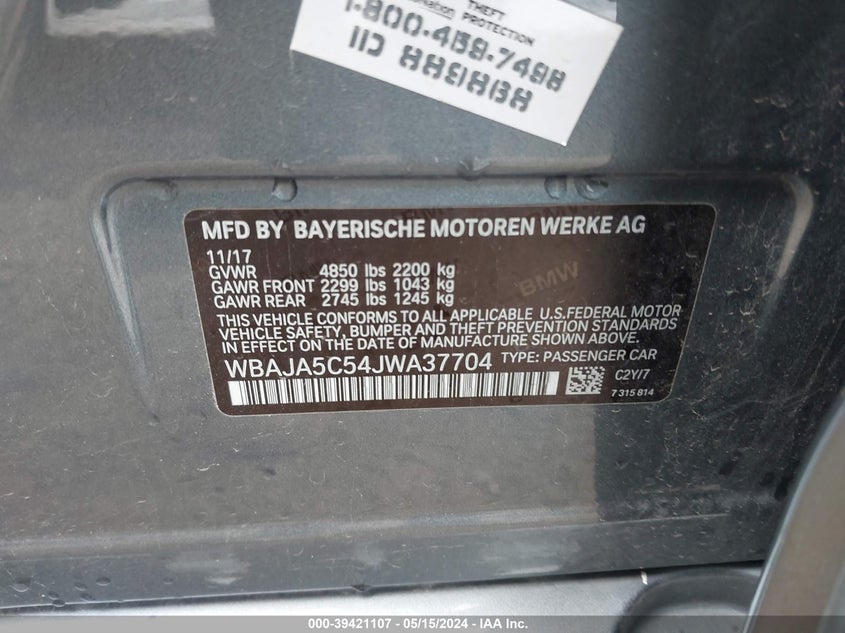 THEFT
PROTECTION
1-800-459-7498
ID 889868
MFD BY BAYERISCHE MOTOREN WERKE AG
11/17
GVWR 4850 lbs 2200 kg
GAWR FRONT 2299 lbs 1043 kg
GAWR REAR 2745 lbs 1245 kg
BMW
THIS VEHICLE CONFORMS TO ALL APPLICABLE U.S.FEDERAL MOTOR
VEHICLE SAFETY, BUMPER AND THEFT PREVENTION STANDARDS
IN EFFECT ON THE DATE OF MANUFACTURE SHOWN ABOVE.
WBAJA5C54JWA37704 TYPE: PASSENGER CAR
C2Y/7
7 315 814
000-39421107 - 05/15/2024 - IAA Inc.